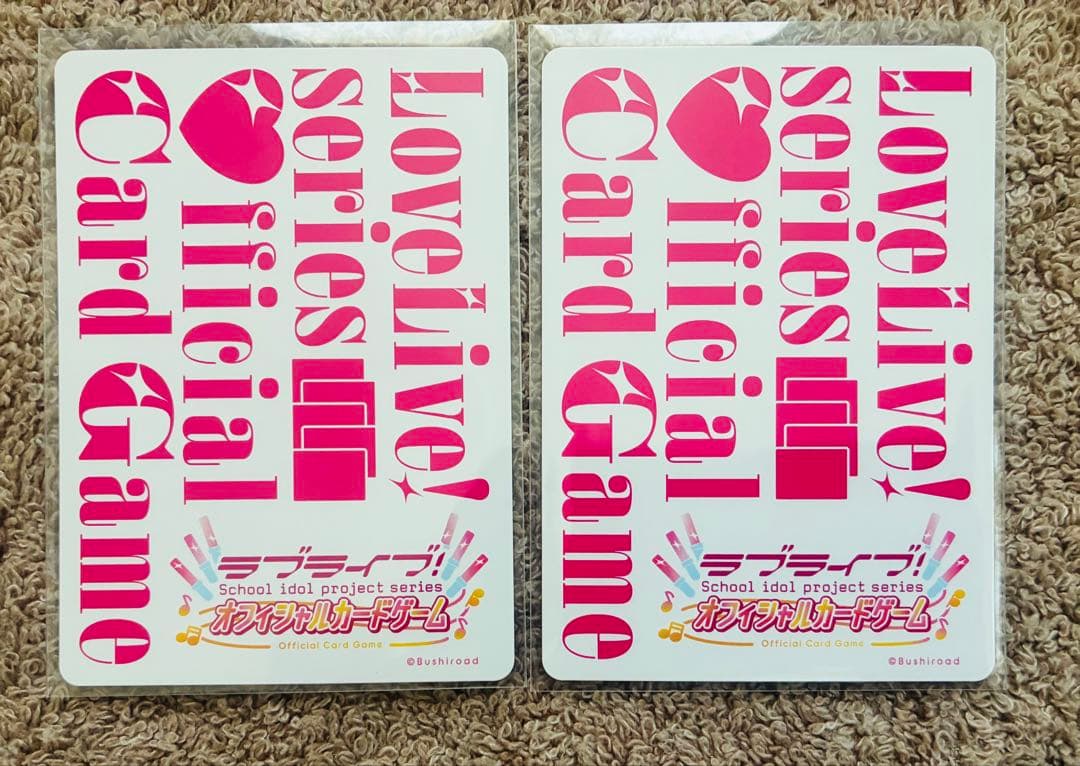 LoveLive!
series
Official
Card Game
ラブライブ!
School idol project series
オフィシャルカードゲーム
Official Card Game
©Bushiroad
LoveLive!
series
Official
Card Game
ラブライブ!
School idol project series
オフィシャルカードゲーム
Official Card Game
©Bushiroad